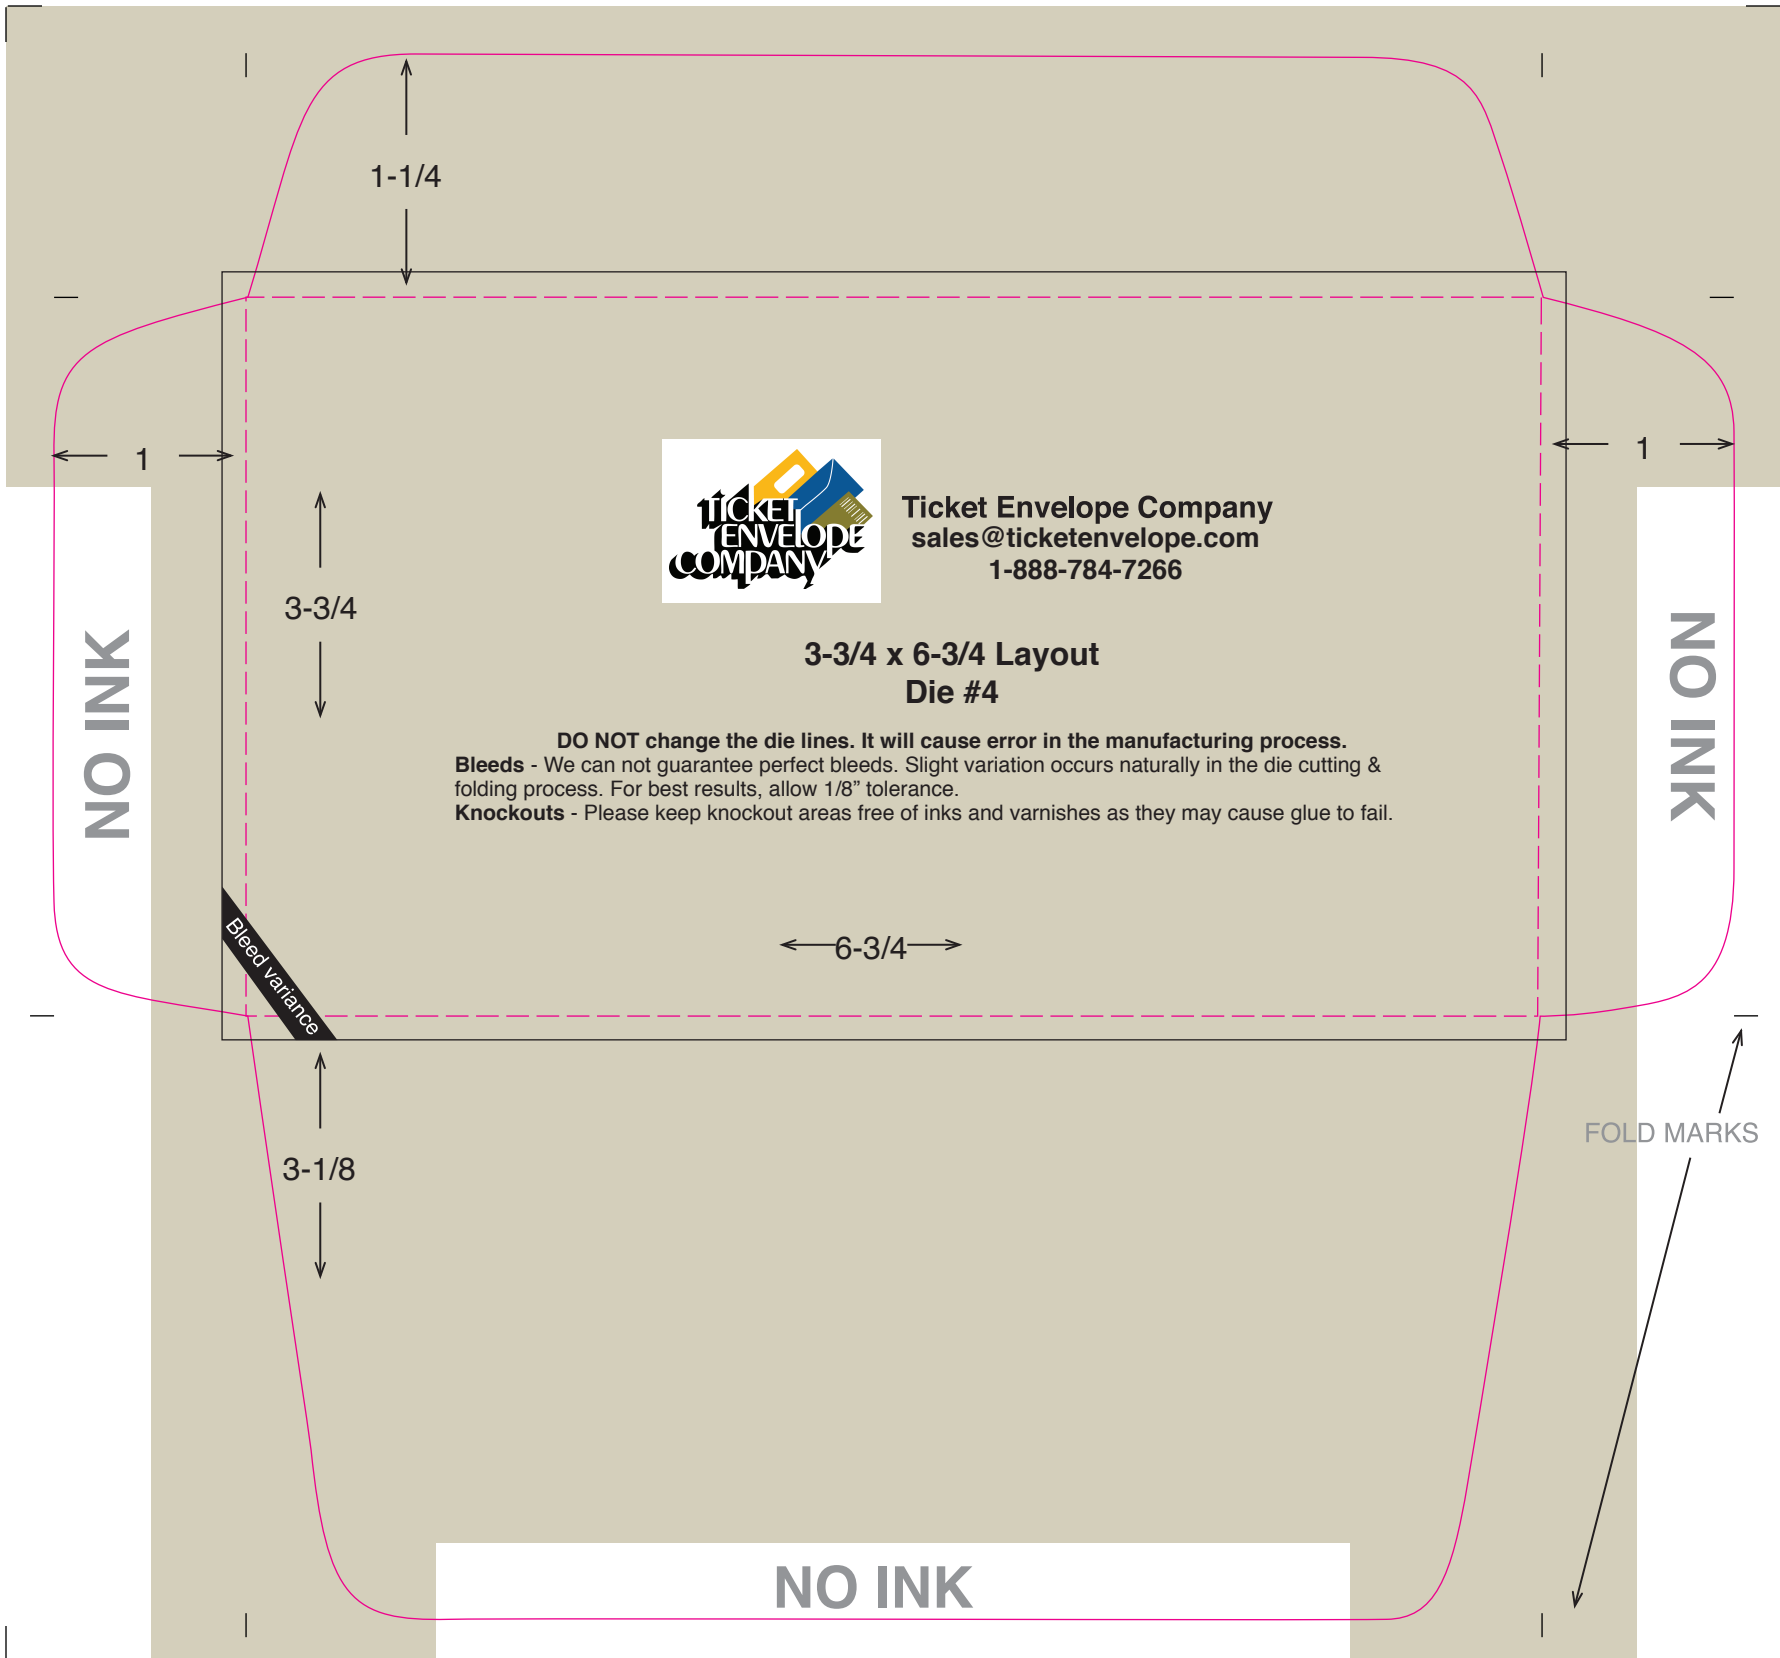 1-1/4
1
1
TICKET
ENVELOPE
COMPANY
Ticket Envelope Company
sales@ticketenvelope.com
1-888-784-7266
3-3/4
3-3/4 x 6-3/4 Layout
Die #4
NO INK
NO INK
DO NOT change the die lines. It will cause error in the manufacturing process.
Bleeds - We can not guarantee perfect bleeds. Slight variation occurs naturally in the die cutting &
folding process. For best results, allow 1/8” tolerance.
Knockouts - Please keep knockout areas free of inks and varnishes as they may cause glue to fail.
6-3/4
Bleed variance
FOLD MARKS
3-1/8
NO INK